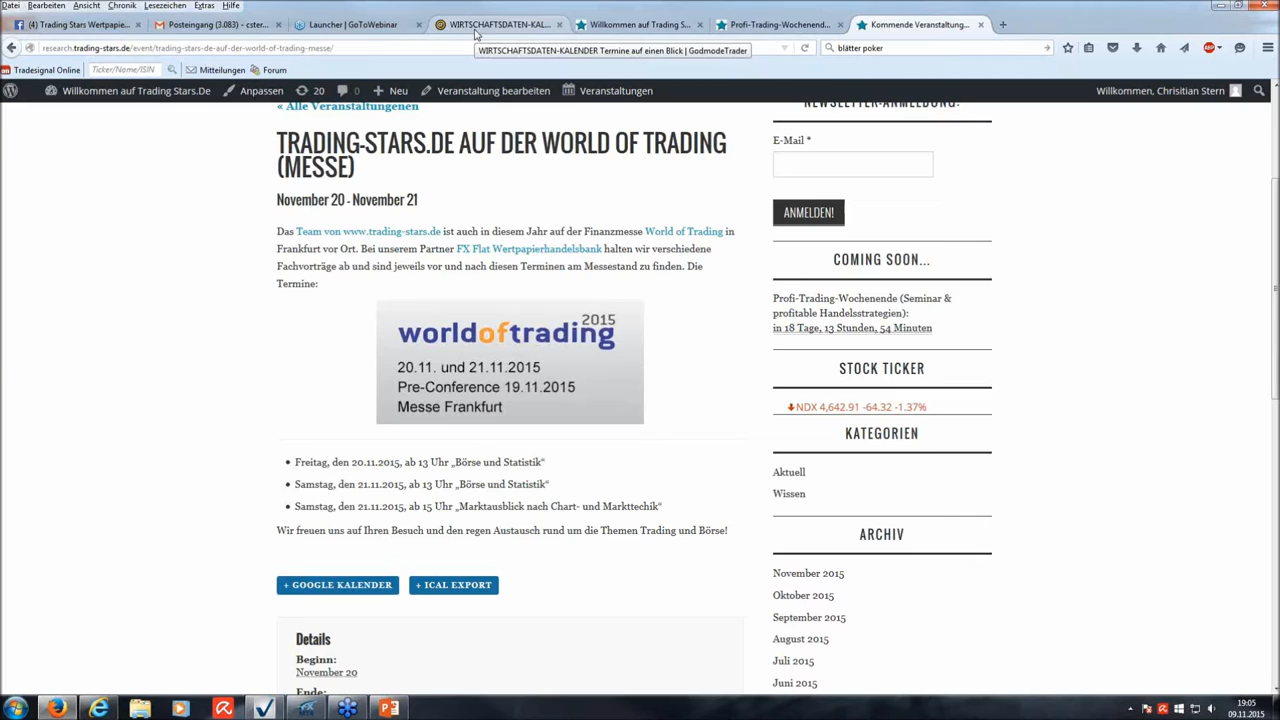 Datei Bearbeiten Ansicht Chronik Lesezeichen Extras Hilfe
Trading Stars Wertpapie...
Posteingang (3.083) - cster...
Launcher | GoToWebinar
WIRTSCHAFTSDATEN-KAL...
Willkommen auf Trading S...
Profi-Trading-Wochenend...
Kommende Veranstaltung...
research.trading-stars.de/event/trading-stars-de-auf-der-world-of-trading-messe/
WIRTSCHAFTSDATEN-KALENDER Termine auf einen Blick | GodmodeTrader
blätter poker
Tradesignal Online
Ticker/Name/ISIN
Mitteilungen
Forum
Willkommen auf Trading Stars.De
Anpassen
20
0
Neu
Veranstaltung bearbeiten
Veranstaltungen
Willkommen, Chrisitian Stern
« Alle Veranstaltungenen
TRADING-STARS.DE AUF DER WORLD OF TRADING
(MESSE)
November 20 - November 21
Das Team von www.trading-stars.de ist auch in diesem Jahr auf der Finanzmesse World of Trading in
Frankfurt vor Ort. Bei unserem Partner FX Flat Wertpapierhandelsbank halten wir verschiedene
Fachvorträge ab und sind jeweils vor und nach diesen Terminen am Messestand zu finden. Die
Termine:
2015
worldoftrading
20.11. und 21.11.2015
Pre-Conference 19.11.2015
Messe Frankfurt
Freitag, den 20.11.2015, ab 13 Uhr „Börse und Statistik“
Samstag, den 21.11.2015, ab 13 Uhr „Börse und Statistik“
Samstag, den 21.11.2015, ab 15 Uhr „Marktausblick nach Chart- und Markttechik“
Wir freuen uns auf Ihren Besuch und den regen Austausch rund um die Themen Trading und Börse!
+ GOOGLE KALENDER
+ ICAL EXPORT
Details
Beginn:
November 20
Ende:
NEWSLETTER-ANMELDUNG:
E-Mail *
ANMELDEN!
COMING SOON...
Profi-Trading-Wochenende (Seminar &
profitable Handelsstrategien):
in 18 Tage, 13 Stunden, 54 Minuten
STOCK TICKER
NDX 4,642.91 -64.32 -1.37%
KATEGORIEN
Aktuell
Wissen
ARCHIV
November 2015
Oktober 2015
September 2015
August 2015
Juli 2015
Juni 2015
19:05
09.11.2015